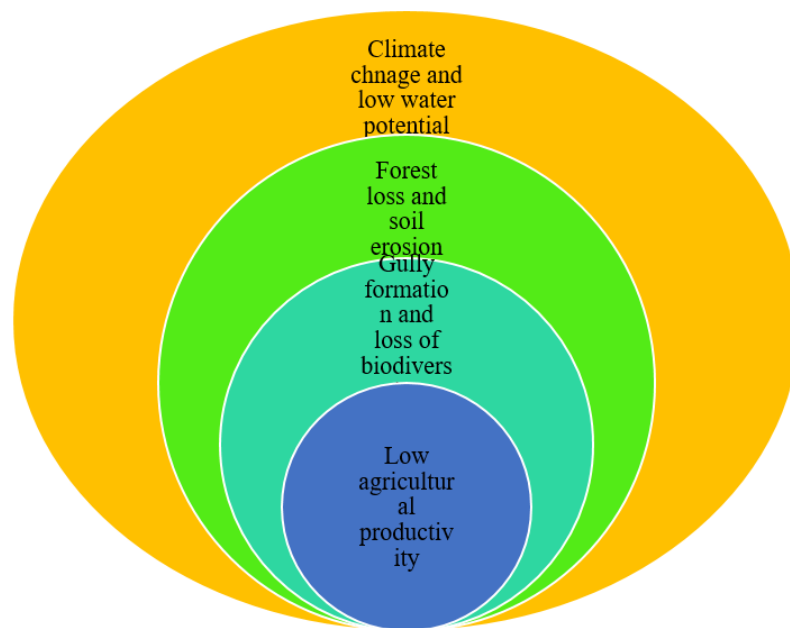 Climate
chnage and
low water
potential
Forest
loss and
soil
erosion
Gully
formatio
n and
loss of
biodivers
Low
agricultur
al
productiv
ity